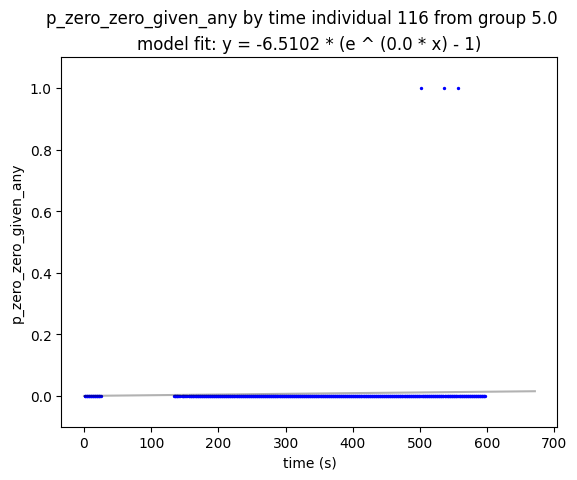 p_zero_zero_given_any by time individual 116 from group 5.0
model fit: y = -6.5102 * (e ^ (0.0 * x) - 1)
1.0
0.8
0.6
0.4
0.2
0.0
p_zero_zero_given_any
0 100 200 300 400 500 600 700
time (s)